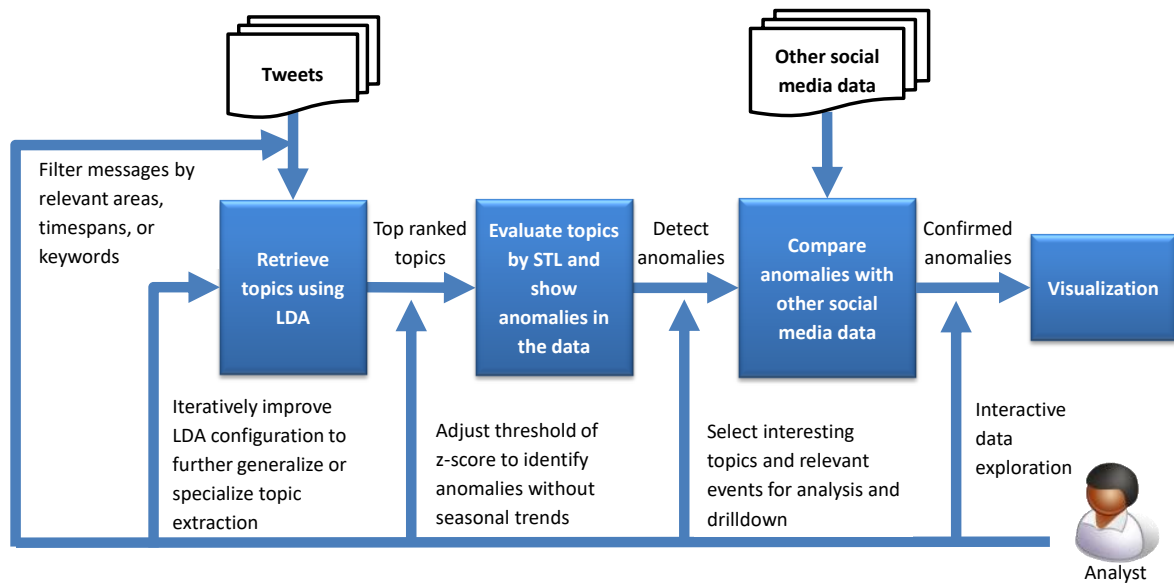 Tweets
Other social
media data
Filter messages by
relevant areas,
timespans, or
keywords
Retrieve
topics using
LDA
Top ranked
topics
Evaluate topics
by STL and
show
anomalies in
the data
Detect
anomalies
Compare
anomalies with
other social
media data
Confirmed
anomalies
Visualization
Iteratively improve
LDA configuration to
further generalize or
specialize topic
extraction
Adjust threshold of
z-score to identify
anomalies without
seasonal trends
Select interesting
topics and relevant
events for analysis and
drilldown
Interactive
data
exploration
Analyst